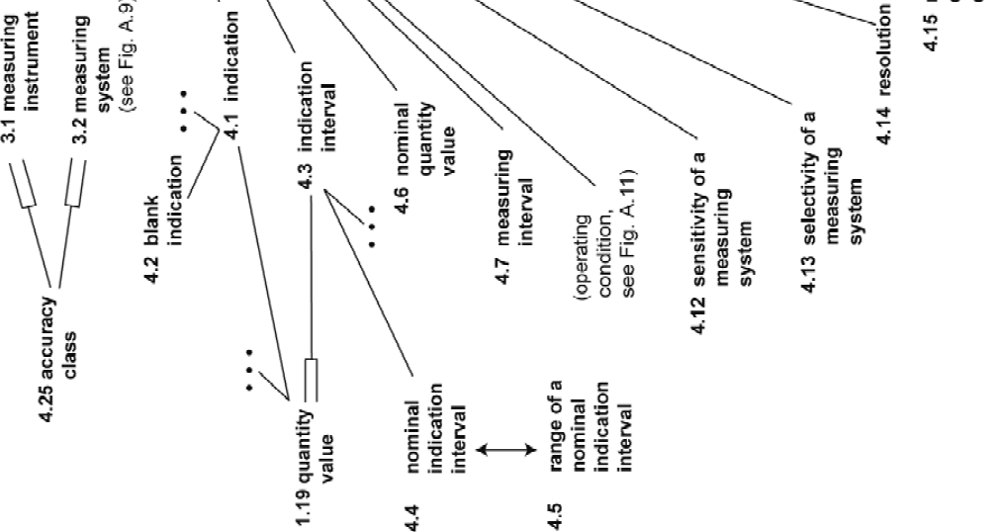 3.1 measuring
instrument
3.2 measuring
system
(see Fig. A.9)
4.25 accuracy
class
4.1 indication
4.2 blank
indication
4.3 indication
interval
1.19 quantity
value
4.4 nominal
indication
interval
4.5 range of a
nominal
indication
interval
4.6 nominal
quantity
value
4.7 measuring
interval
(operating
condition,
see Fig. A.11)
4.12 sensitivity of a
measuring
system
4.13 selectivity of a
measuring
system
4.14 resolution
4.15